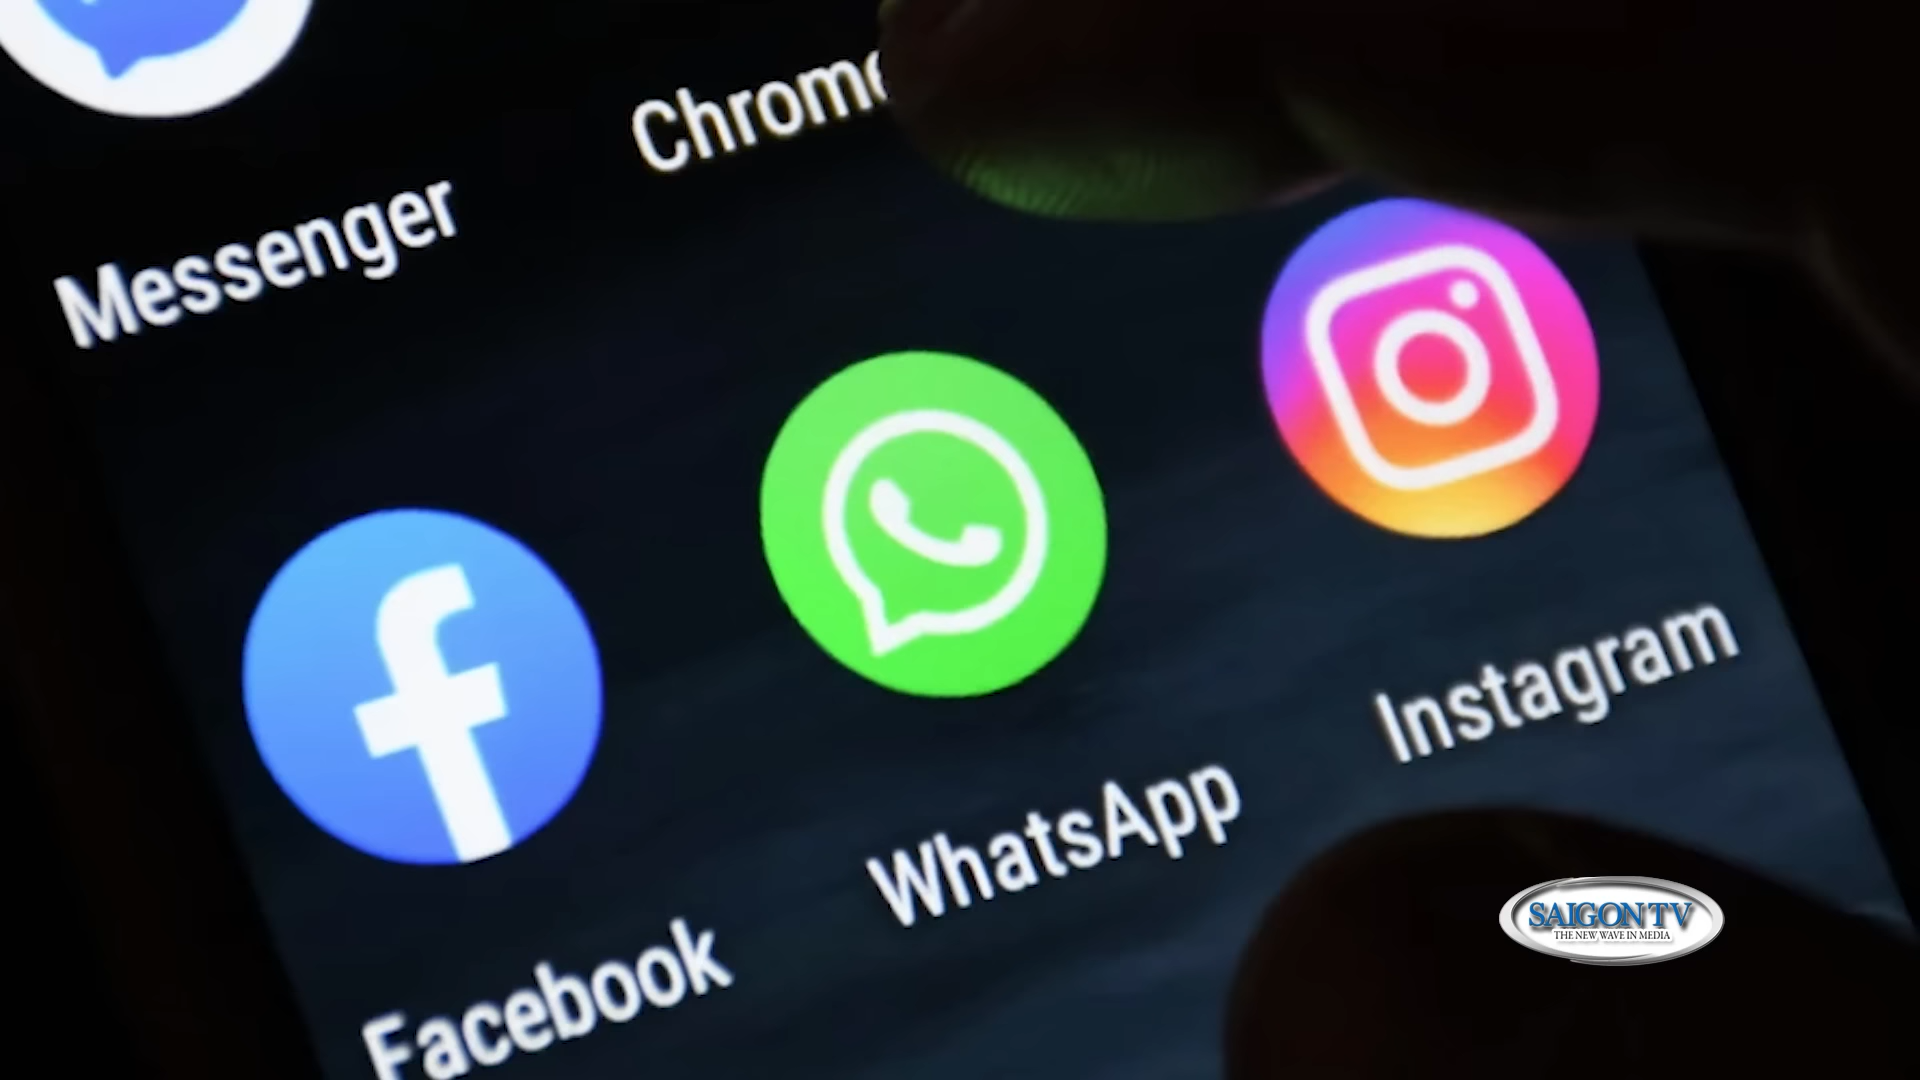 Chrome
Messenger
Instagram
WhatsApp
Facebook
SAIGON TV
THE NEW WAVE IN MEDIA